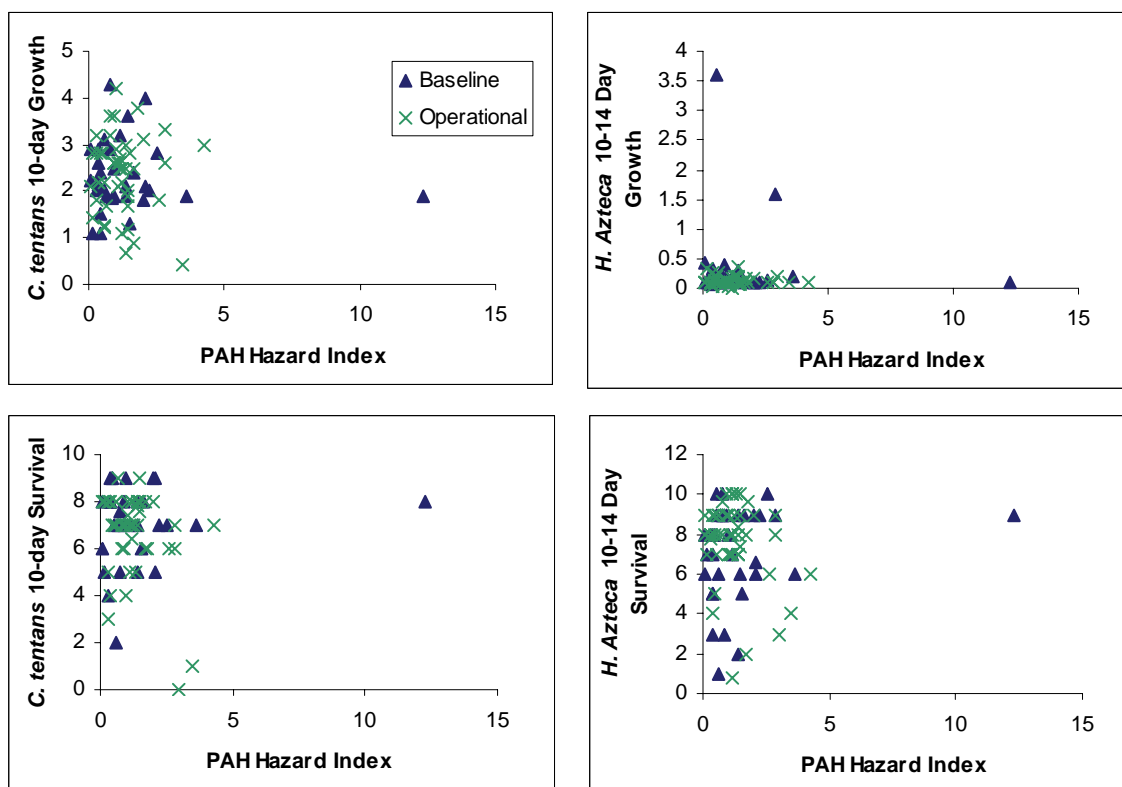 C. tentans 10-day Growth
5
4
3
2
1
0
0 5 10 15
PAH Hazard Index
Baseline
Operational
H. Azteca 10-14 Day
Growth
4
3.5
3
2.5
2
1.5
1
0.5
0
0 5 10 15
PAH Hazard Index
C. tentans 10-day Survival
10
8
6
4
2
0
0 5 10 15
PAH Hazard Index
H. Azteca 10-14 Day
Survival
12
10
8
6
4
2
0
0 5 10 15
PAH Hazard Index